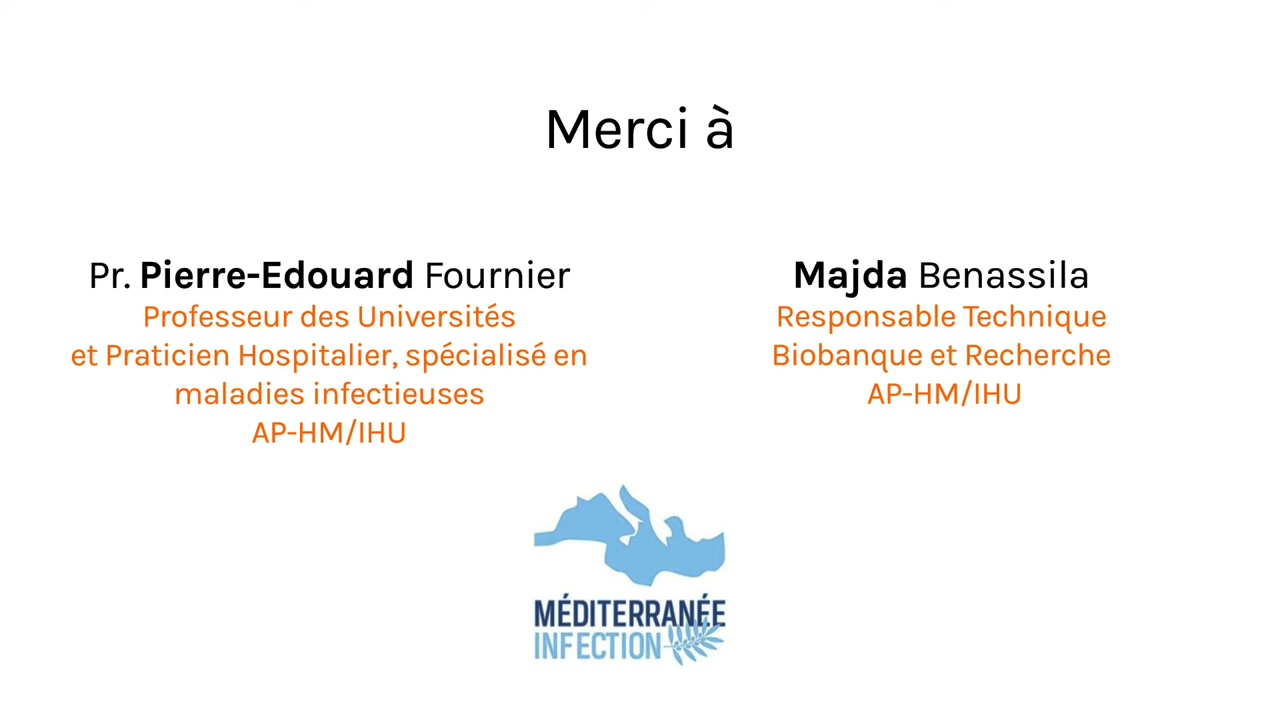 Merci à
Pr. Pierre-Edouard Fournier
Professeur des Universités
et Praticien Hospitalier, spécialisé en
maladies infectieuses
AP-HM/IHU
Majda Benassila
Responsable Technique
Biobanque et Recherche
AP-HM/IHU
MÉDITERRANÉE
INFECTION